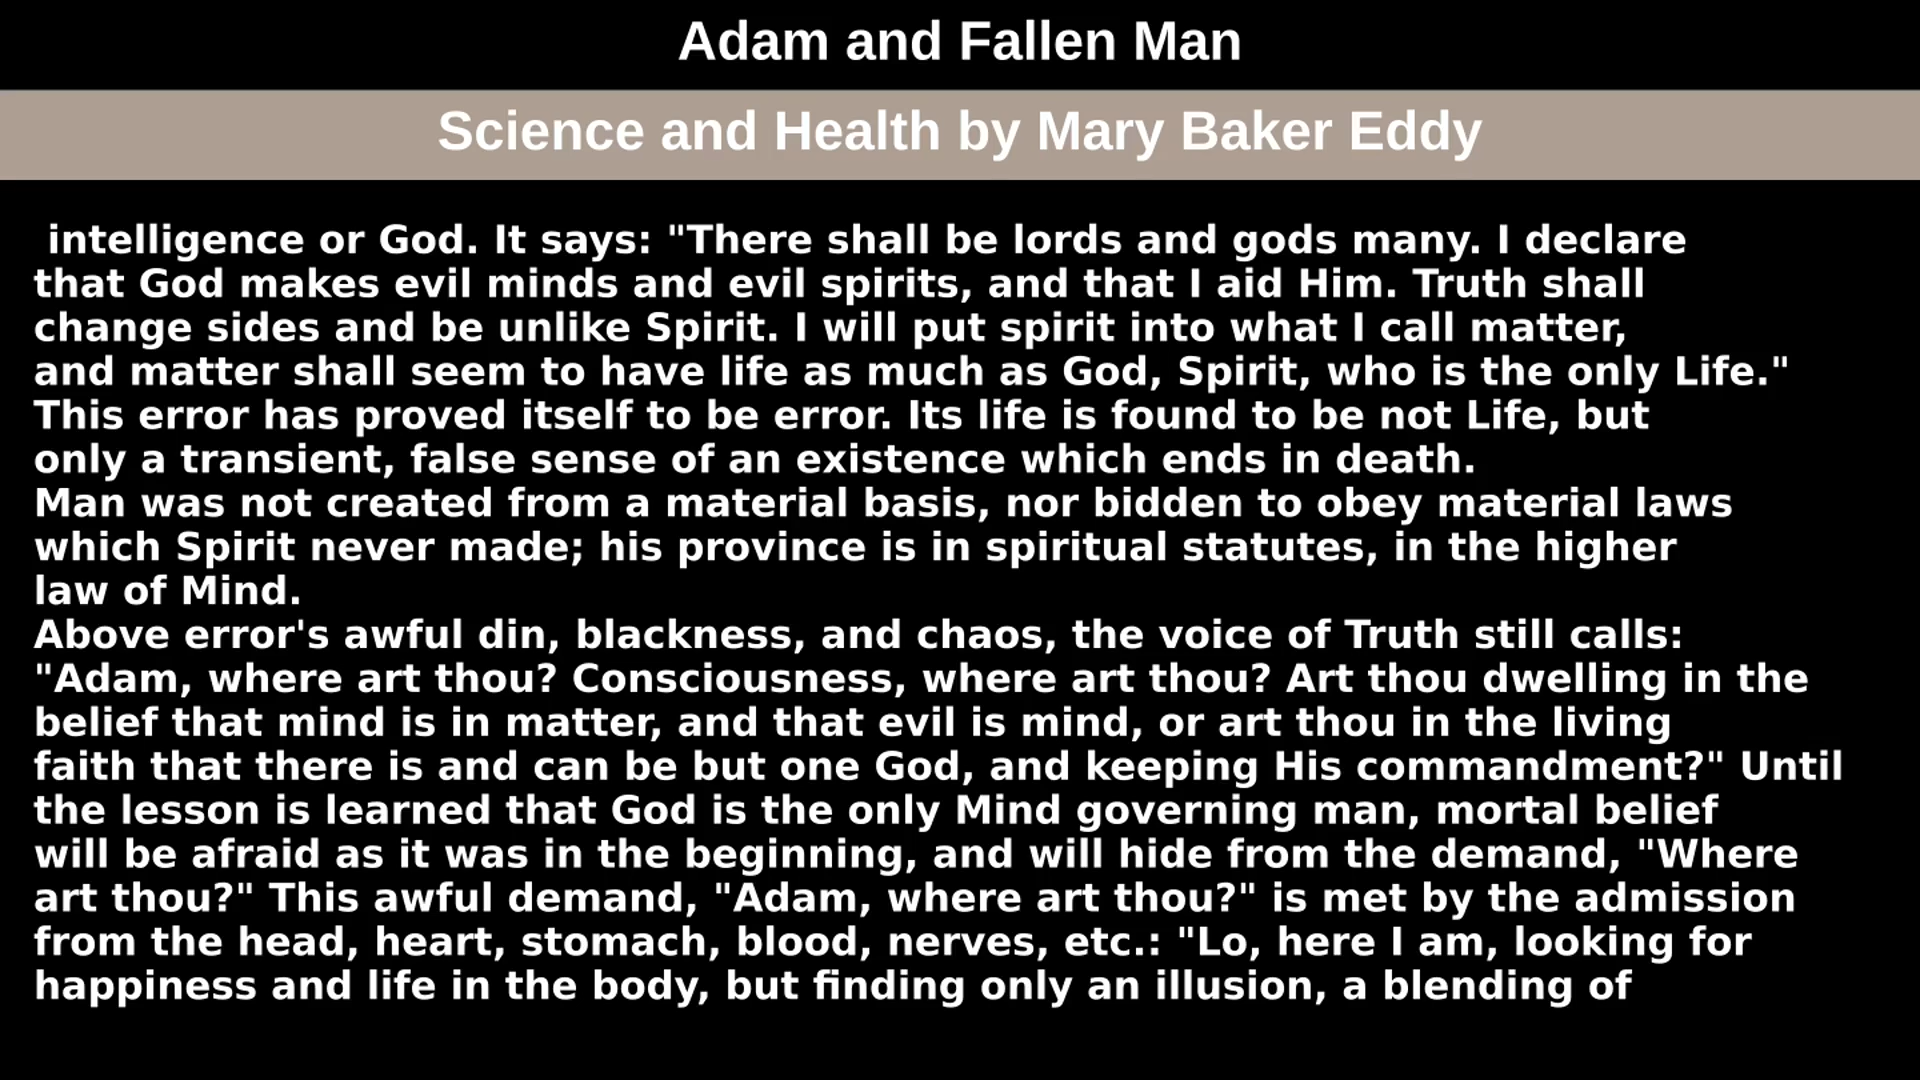 Adam and Fallen Man
Science and Health by Mary Baker Eddy
intelligence or God. It says: "There shall be lords and gods many. I declare
that God makes evil minds and evil spirits, and that I aid Him. Truth shall
change sides and be unlike Spirit. I will put spirit into what I call matter,
and matter shall seem to have life as much as God, Spirit, who is the only Life."
This error has proved itself to be error. Its life is found to be not Life, but
only a transient, false sense of an existence which ends in death.
Man was not created from a material basis, nor bidden to obey material laws
which Spirit never made; his province is in spiritual statutes, in the higher
law of Mind.
Above error's awful din, blackness, and chaos, the voice of Truth still calls:
"Adam, where art thou? Consciousness, where art thou? Art thou dwelling in the
belief that mind is in matter, and that evil is mind, or art thou in the living
faith that there is and can be but one God, and keeping His commandment?" Until
the lesson is learned that God is the only Mind governing man, mortal belief
will be afraid as it was in the beginning, and will hide from the demand, "Where
art thou?" This awful demand, "Adam, where art thou?" is met by the admission
from the head, heart, stomach, blood, nerves, etc.: "Lo, here I am, looking for
happiness and life in the body, but finding only an illusion, a blending of